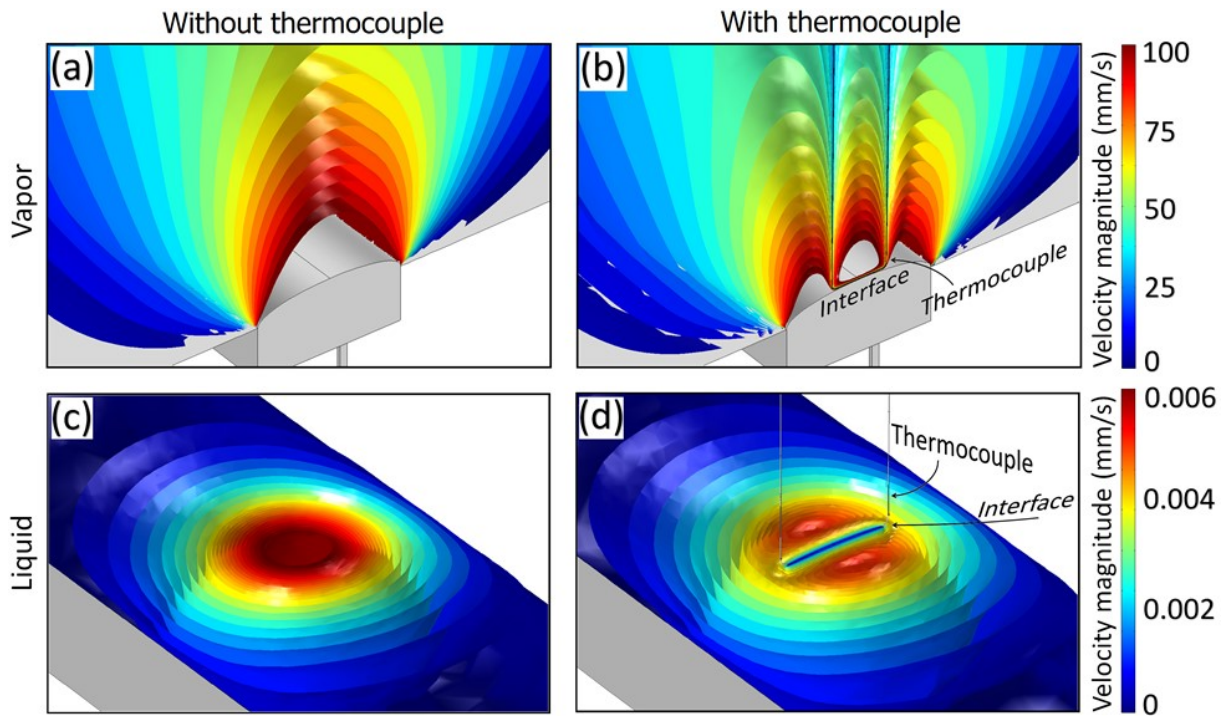 Without thermocouple
With thermocouple
Vapor
(a)
(b)
Interface
Thermocouple
100
75
50
25
0
Velocity magnitude (mm/s)
Liquid
(c)
(d)
Thermocouple
Interface
0.006
0.004
0.002
0
Velocity magnitude (mm/s)